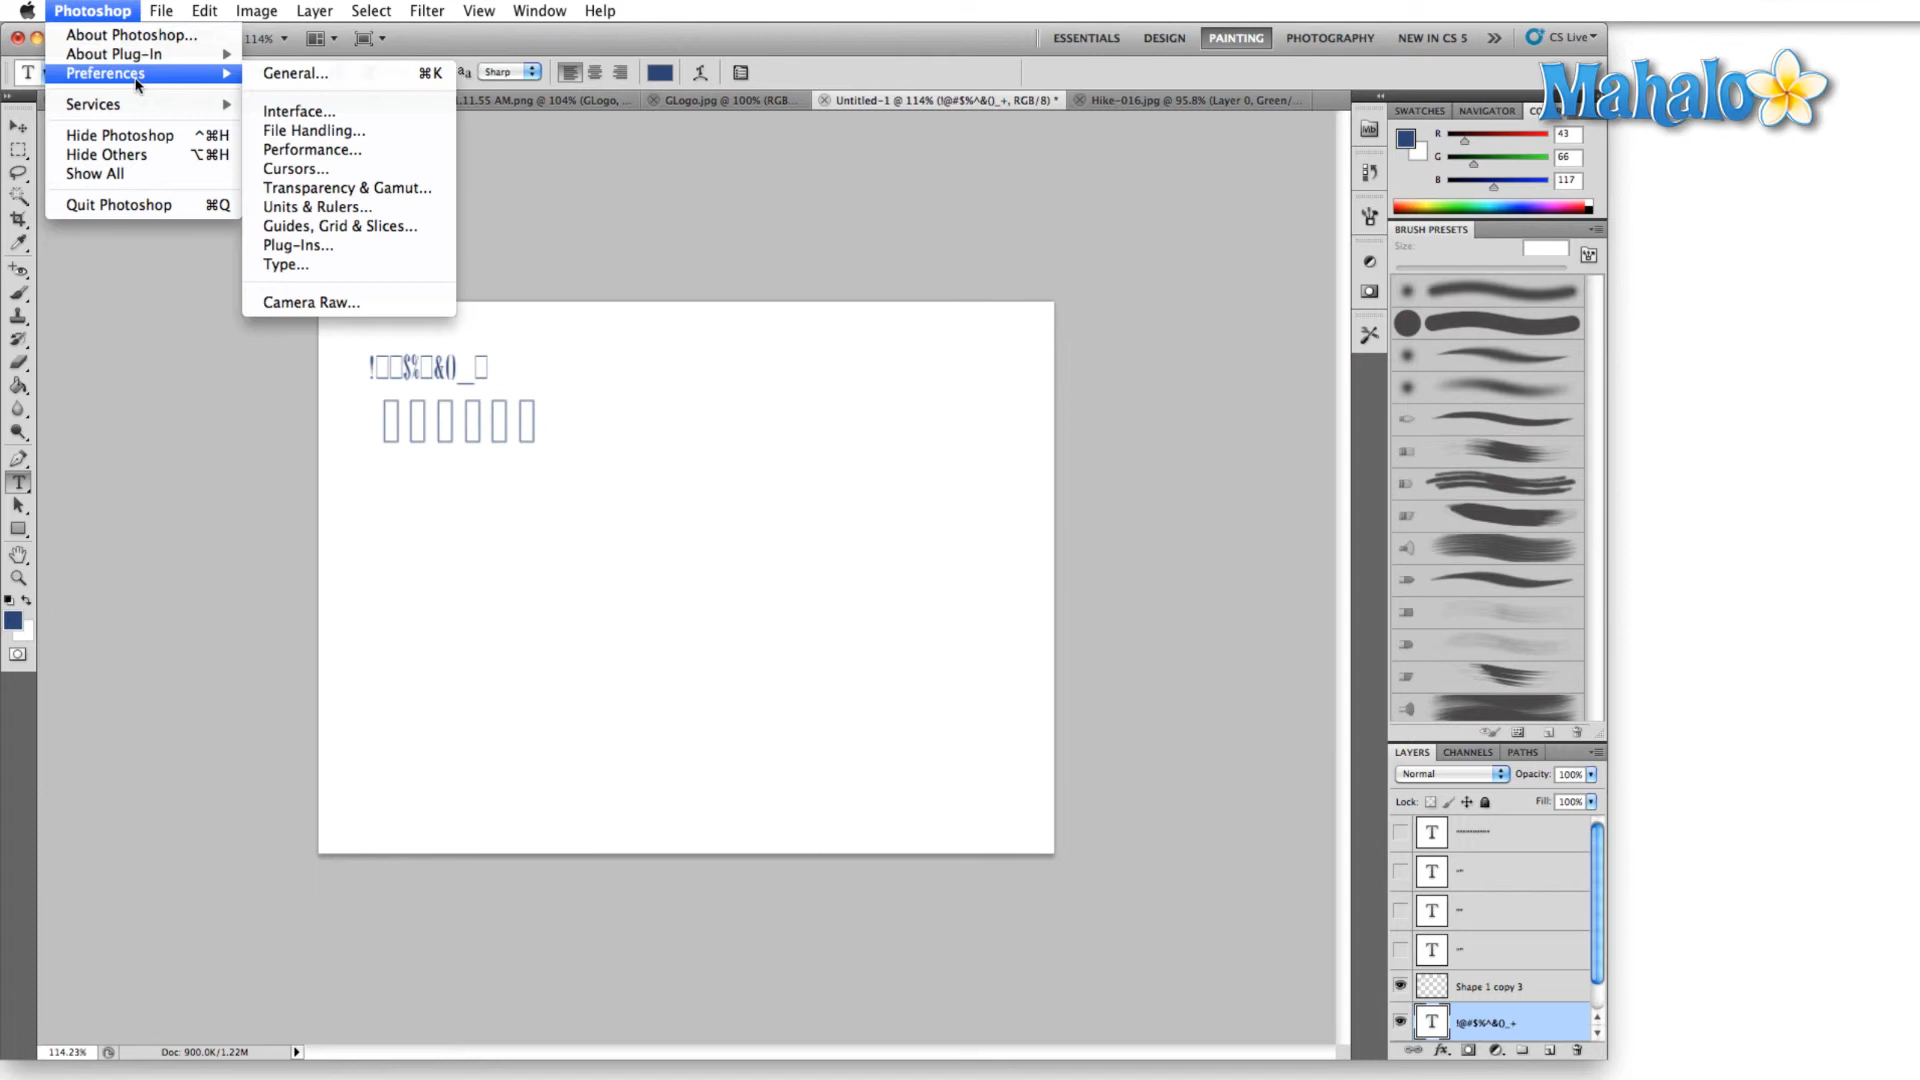 Photoshop File Edit Image Layer Select Filter View Window Help
114% ESSENTIALS DESIGN PAINTING PHOTOGRAPHY NEW IN CS 5 CS Live
About Photoshop...
About Plug-In
Preferences
Services
Hide Photoshop ^⌘H
Hide Others ⌥⌘H
Show All
Quit Photoshop ⌘Q
General... ⌘K
Interface...
File Handling...
Performance...
Cursors...
Transparency & Gamut...
Units & Rulers...
Guides, Grid & Slices...
Plug-Ins...
Type...
Camera Raw...
T aa Sharp
1.11.55 AM.png @ 104% (GLogo, ... GLogo.jpg @ 100% (RGB... Untitled-1 @ 114% (!@#$%^&()_+, RGB/8) * Hike-016.jpg @ 95.8% (Layer 0, Green/...
Mahalo
SWATCHES NAVIGATOR
R 43
G 66
B 117
BRUSH PRESETS
Size:
!□□$%□&()_□
□□□□□□
LAYERS CHANNELS PATHS
Normal Opacity: 100%
Lock: Fill: 100%
T
T
T
T
Shape 1 copy 3
T !@#$%^&()_+
114.23% Doc: 900.0K/1.22M